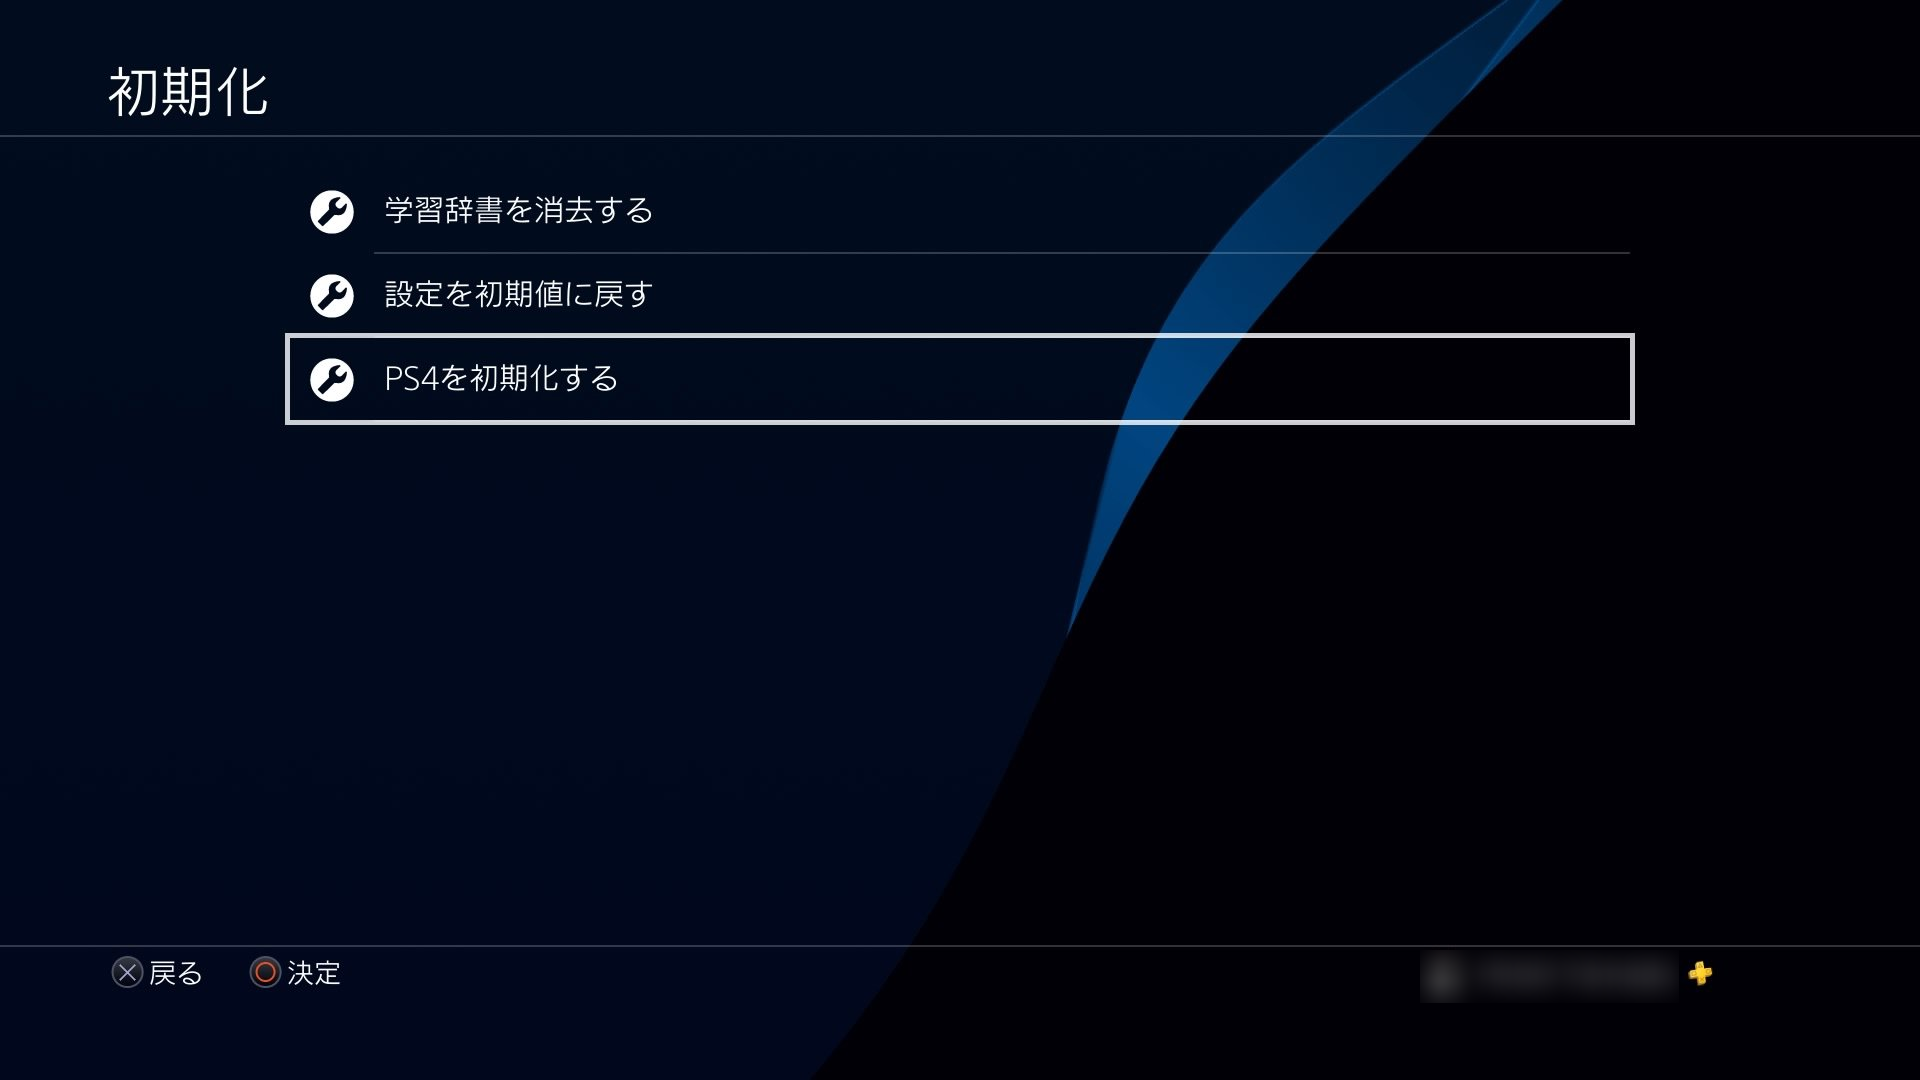 初期化
学習辞書を消去する
設定を初期値に戻す
PS4を初期化する
戻る
決定